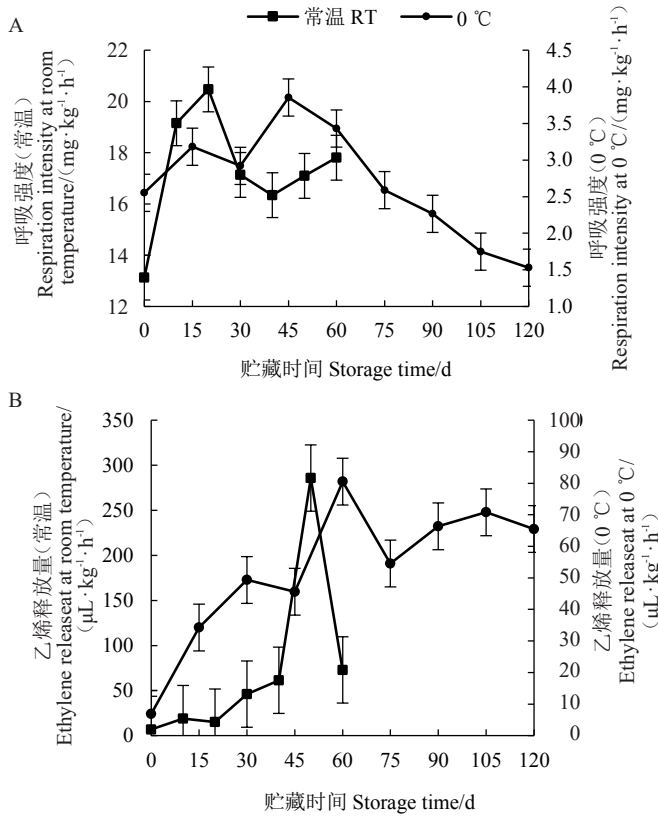 A
常温 RT
0 ℃
呼吸强度(常温)
Respiration intensity at room
temperature/(mg·kg⁻¹·h⁻¹)
22
20
18
16
14
12
4.5
4.0
3.5
3.0
2.5
2.0
1.5
1.0
呼吸强度(0 ℃)
Respiration intensity at 0 ℃/(mg·kg⁻¹·h⁻¹)
0 15 30 45 60 75 90 105 120
贮藏时间 Storage time/d
B
乙烯释放量(常温)
Ethylene releaseat at room temperature/
(μL·kg⁻¹·h⁻¹)
350
300
250
200
150
100
50
0
100
90
80
70
60
50
40
30
20
10
0
乙烯释放量(0 ℃)
Ethylene releaseat at 0 ℃/
(μL·kg⁻¹·h⁻¹)
0 15 30 45 60 75 90 105 120
贮藏时间 Storage time/d